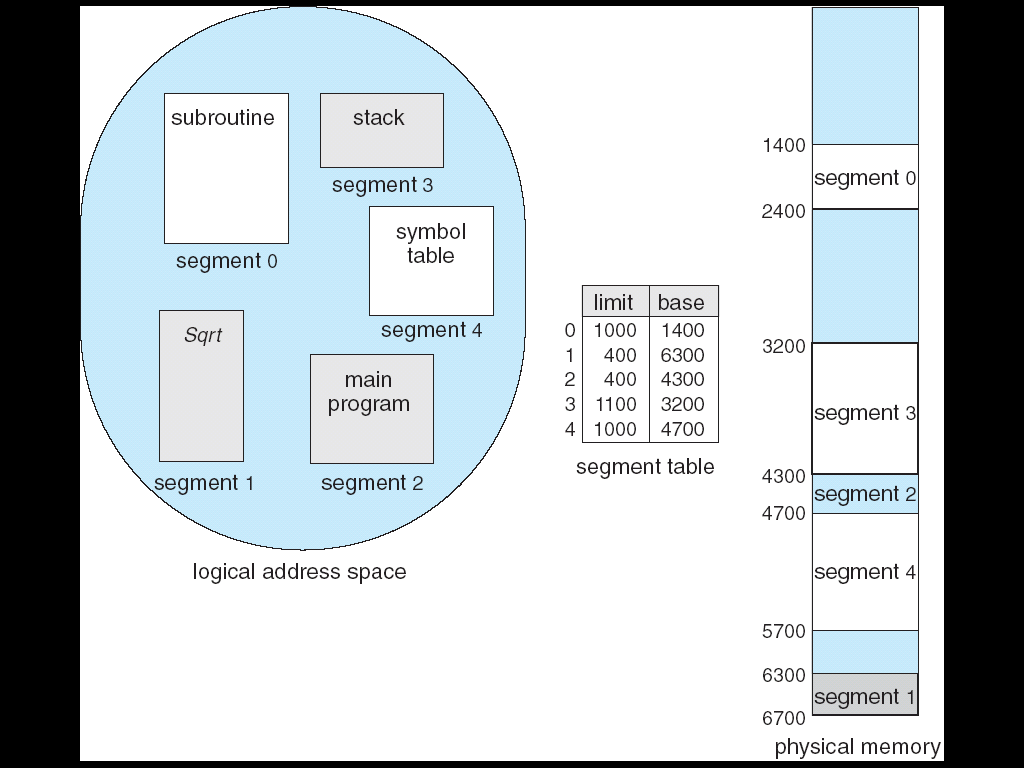 subroutine
segment 0
stack
segment 3
symbol
table
segment 4
Sqrt
segment 1
main
program
segment 2
logical address space
limit base
0 1000 1400
1 400 6300
2 400 4300
3 1100 3200
4 1000 4700
segment table
1400
segment 0
2400
3200
segment 3
4300
segment 2
4700
segment 4
5700
6300
segment 1
6700
physical memory